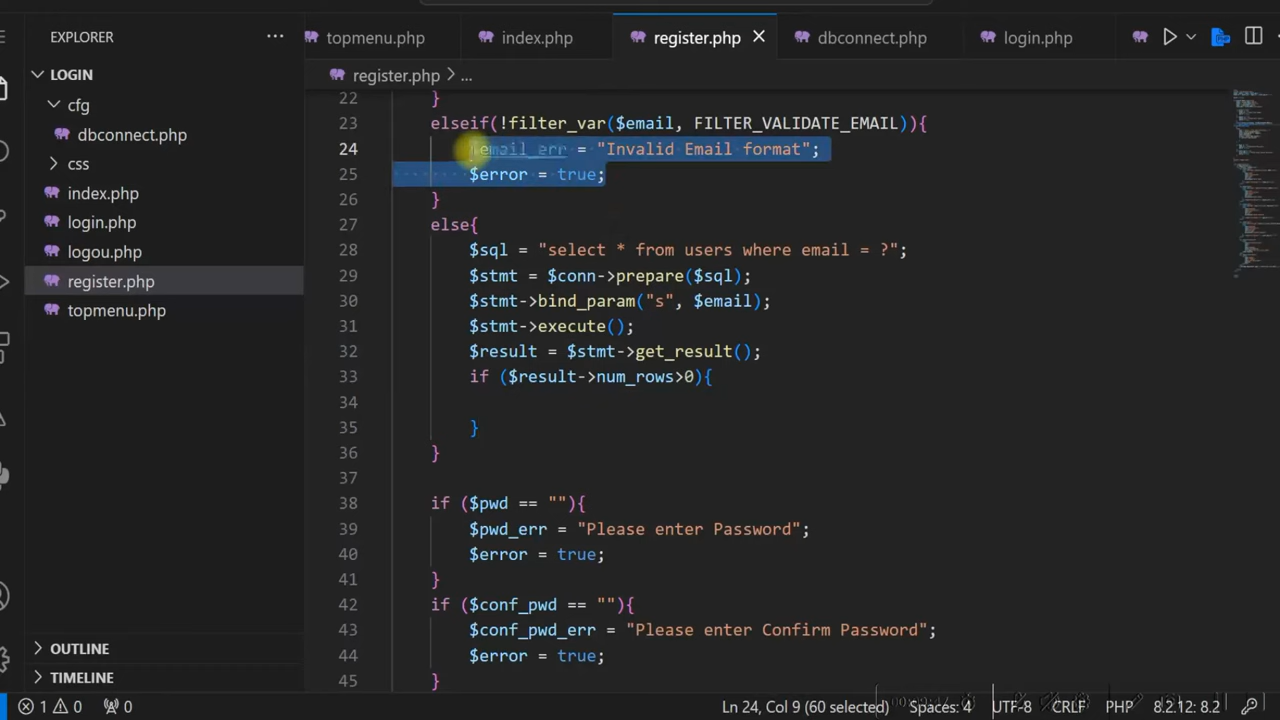 EXPLORER ...
topmenu.php index.php register.php dbconnect.php login.php
LOGIN
cfg
dbconnect.php
css
index.php
login.php
logou.php
register.php
topmenu.php
OUTLINE
TIMELINE
register.php > ...
22 }
23 elseif(!filter_var($email, FILTER_VALIDATE_EMAIL)){
24 $email_err = "Invalid Email format";
25 $error = true;
26 }
27 else{
28 $sql = "select * from users where email = ?";
29 $stmt = $conn->prepare($sql);
30 $stmt->bind_param("s", $email);
31 $stmt->execute();
32 $result = $stmt->get_result();
33 if ($result->num_rows>0){
34
35 }
36 }
37
38 if ($pwd == ""){
39 $pwd_err = "Please enter Password";
40 $error = true;
41 }
42 if ($conf_pwd == ""){
43 $conf_pwd_err = "Please enter Confirm Password";
44 $error = true;
45 }
1 0 0 Ln 24, Col 9 (60 selected) Spaces: 4 UTF-8 CRLF PHP 8.2.12: 8.2